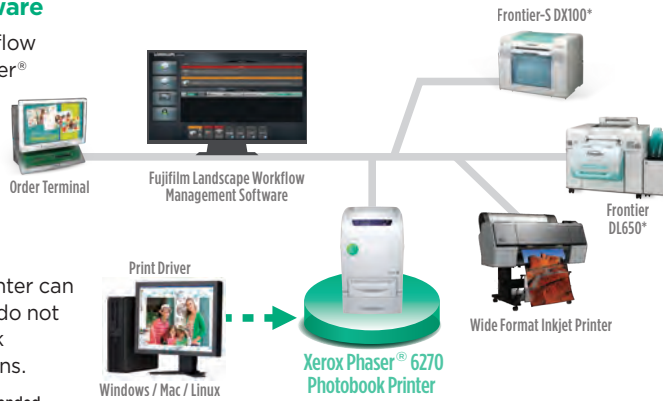 ware
flow
er®
Frontier-S DX100*
Order Terminal
Fujifilm Landscape Workflow
Management Software
Frontier
DL650*
Wide Format Inkjet Printer
Print Driver
nter can
do not
k
ns.
Windows / Mac / Linux
Xerox Phaser® 6270
Photobook Printer